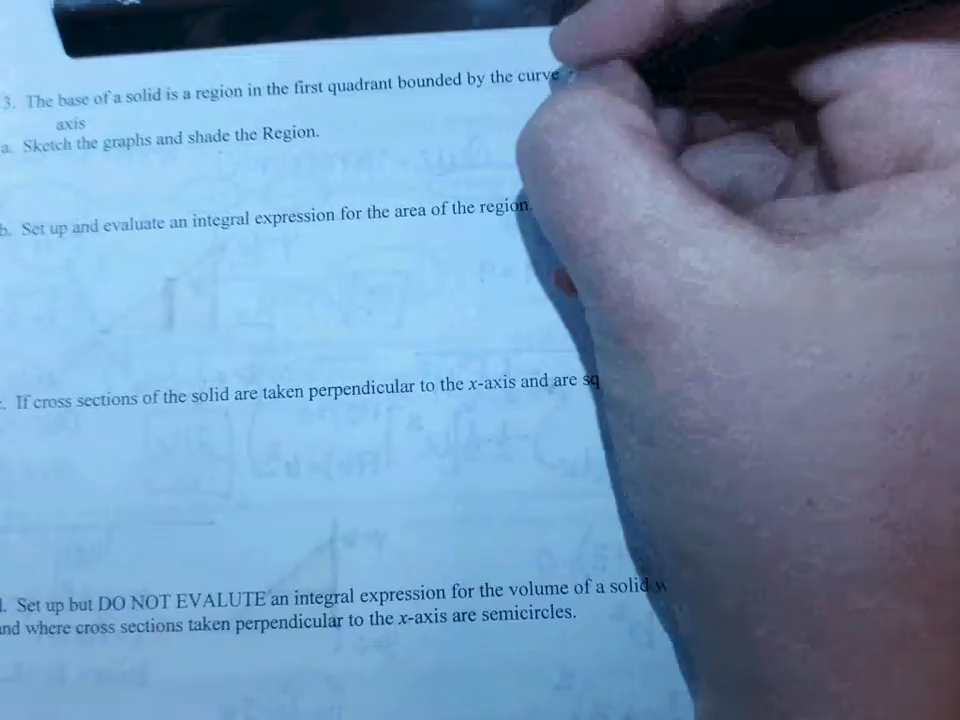 3. The base of a solid is a region in the first quadrant bounded by the curve
axis
a. Sketch the graphs and shade the Region.
b. Set up and evaluate an integral expression for the area of the region.
. If cross sections of the solid are taken perpendicular to the x-axis and are sq
. Set up but DO NOT EVALUTE an integral expression for the volume of a solid w
and where cross sections taken perpendicular to the x-axis are semicircles.